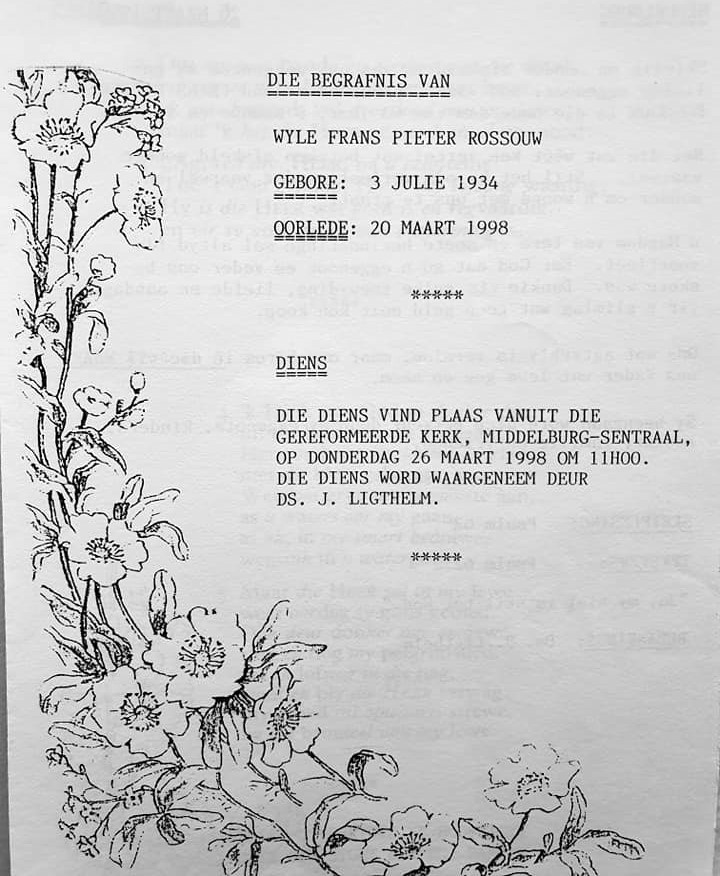 DIE BEGRAFNIS VAN
WYLE FRANS PIETER ROSSOUW
GEBORE: 3 JULIE 1934
OORLEDE: 20 MAART 1998
*****
DIENS
DIE DIENS VIND PLAAS VANUIT DIE
GEREFORMEERDE KERK, MIDDELBURG-SENTRAAL,
OP DONDERDAG 26 MAART 1998 OM 11HOO.
DIE DIENS WORD WAARGENEEM DEUR
DS. J. LIGTHELM.
*****